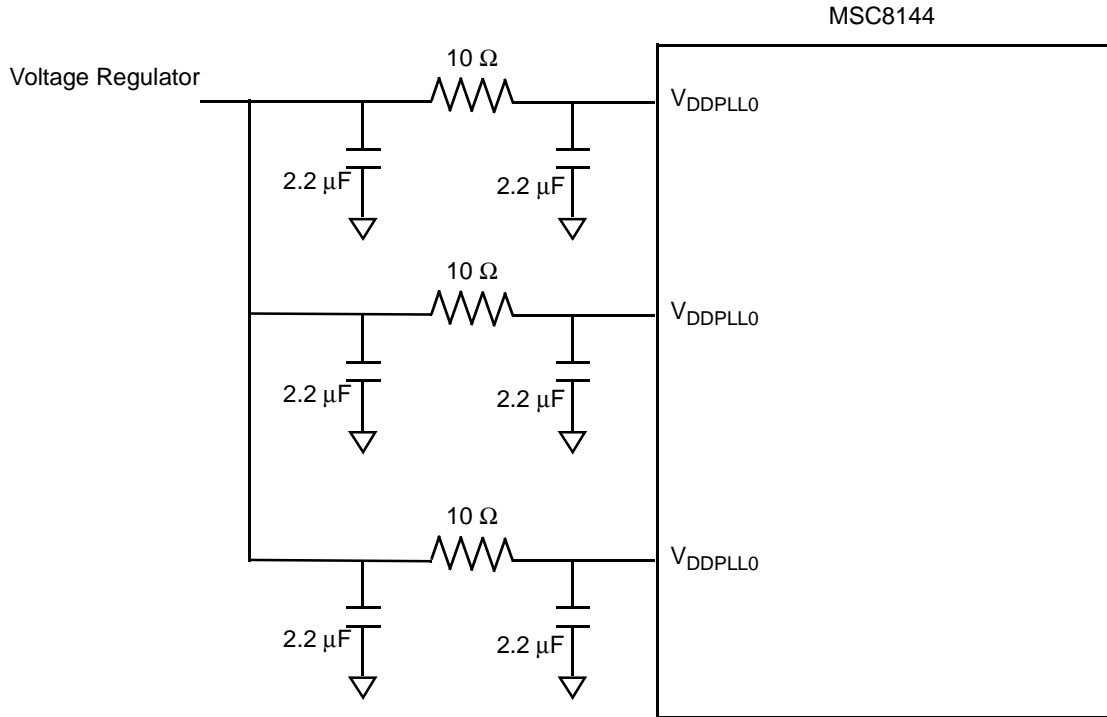 MSC8144
Voltage Regulator
10 Ω
VDDPLL0
2.2 μF
2.2 μF
10 Ω
VDDPLL0
2.2 μF
2.2 μF
10 Ω
VDDPLL0
2.2 μF
2.2 μF